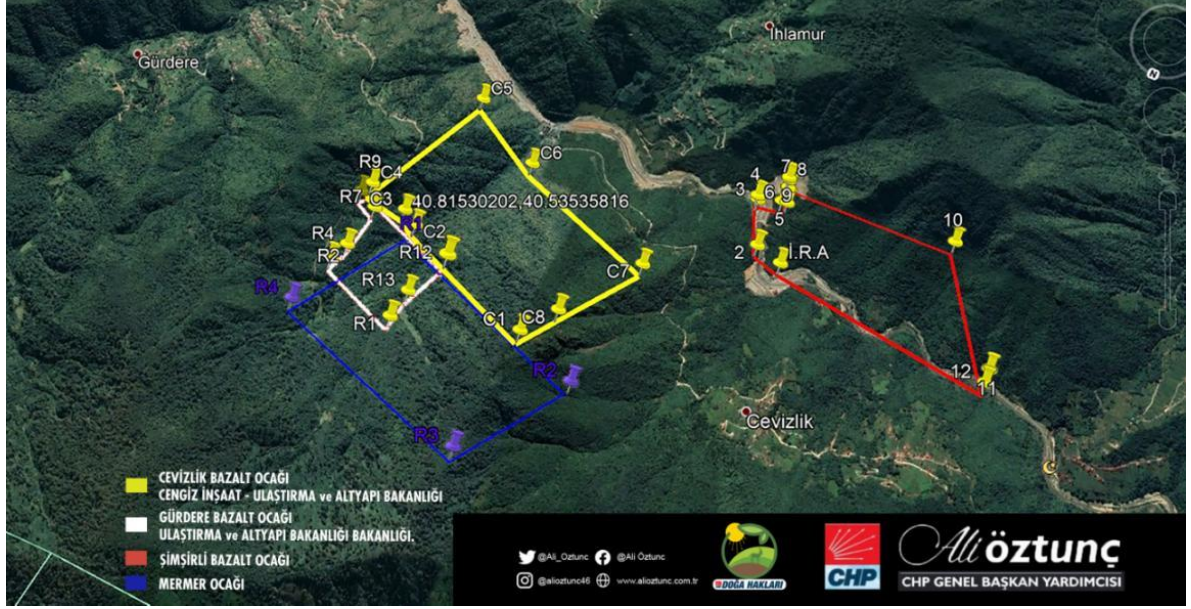 Gürdere
İhlamur
C5
C6
R9
C4
R7
C3
40.81530202,40.53535816
R1
C2
R4
R2
R12
R13
R4
R1
C7
C1
C8
R2
R3
7
8
4
3
6
9
5
2
İ.R.A
10
12
11
Cevizlik
N
CEVİZLİK BAZALT OCAĞI
CENGİZ İNŞAAT - ULAŞTIRMA ve ALTYAPI BAKANLIĞI
GÜRDERE BAZALT OCAĞI
ULAŞTIRMA ve ALTYAPI BAKANLIĞI BAKANLIĞI.
ŞİMŞİRLİ BAZALT OCAĞI
MERMER OCAĞI
@Ali_Oztunc @Ali Öztunc
@alioztunc46 www.alioztunc.com.tr
DOĞA HAKLARI
CHP
Ali öztunç
CHP GENEL BAŞKAN YARDIMCISI